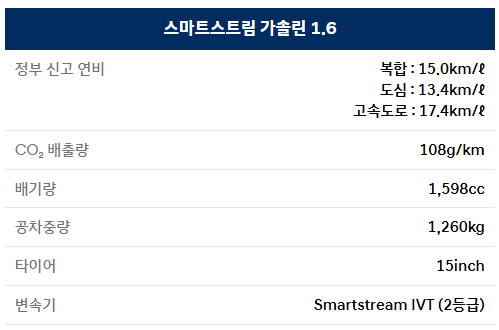 스마트스트림 가솔린 1.6
정부 신고 연비
복합 : 15.0km/ℓ
도심 : 13.4km/ℓ
고속도로 : 17.4km/ℓ
CO₂ 배출량 108g/km
배기량 1,598cc
공차중량 1,260kg
타이어 15inch
변속기 Smartstream IVT (2등급)